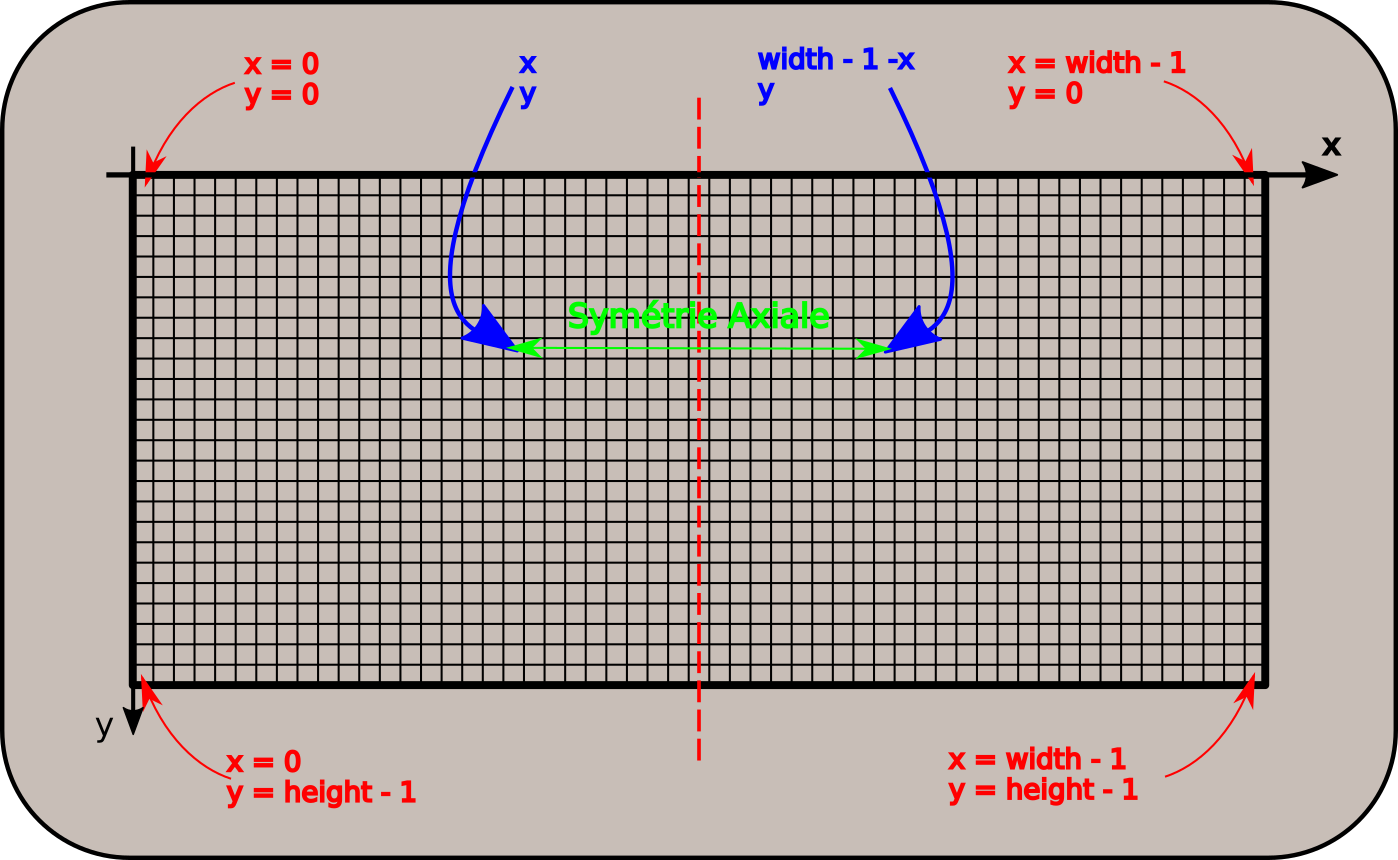 x = 0
y = 0
x
y
width - 1 -x
y
x = width - 1
y = 0
x
Symétrie Axiale
y
x = 0
y = height - 1
x = width - 1
y = height - 1